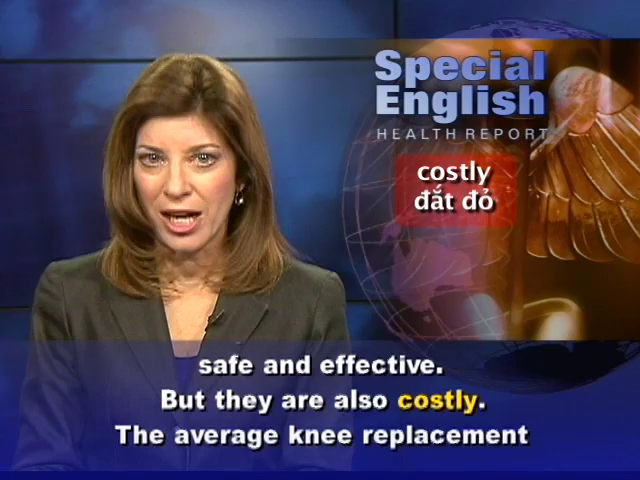 Special
English
HEALTH REPORT
costly
đắt đỏ
safe and effective.
But they are also costly.
The average knee replacement